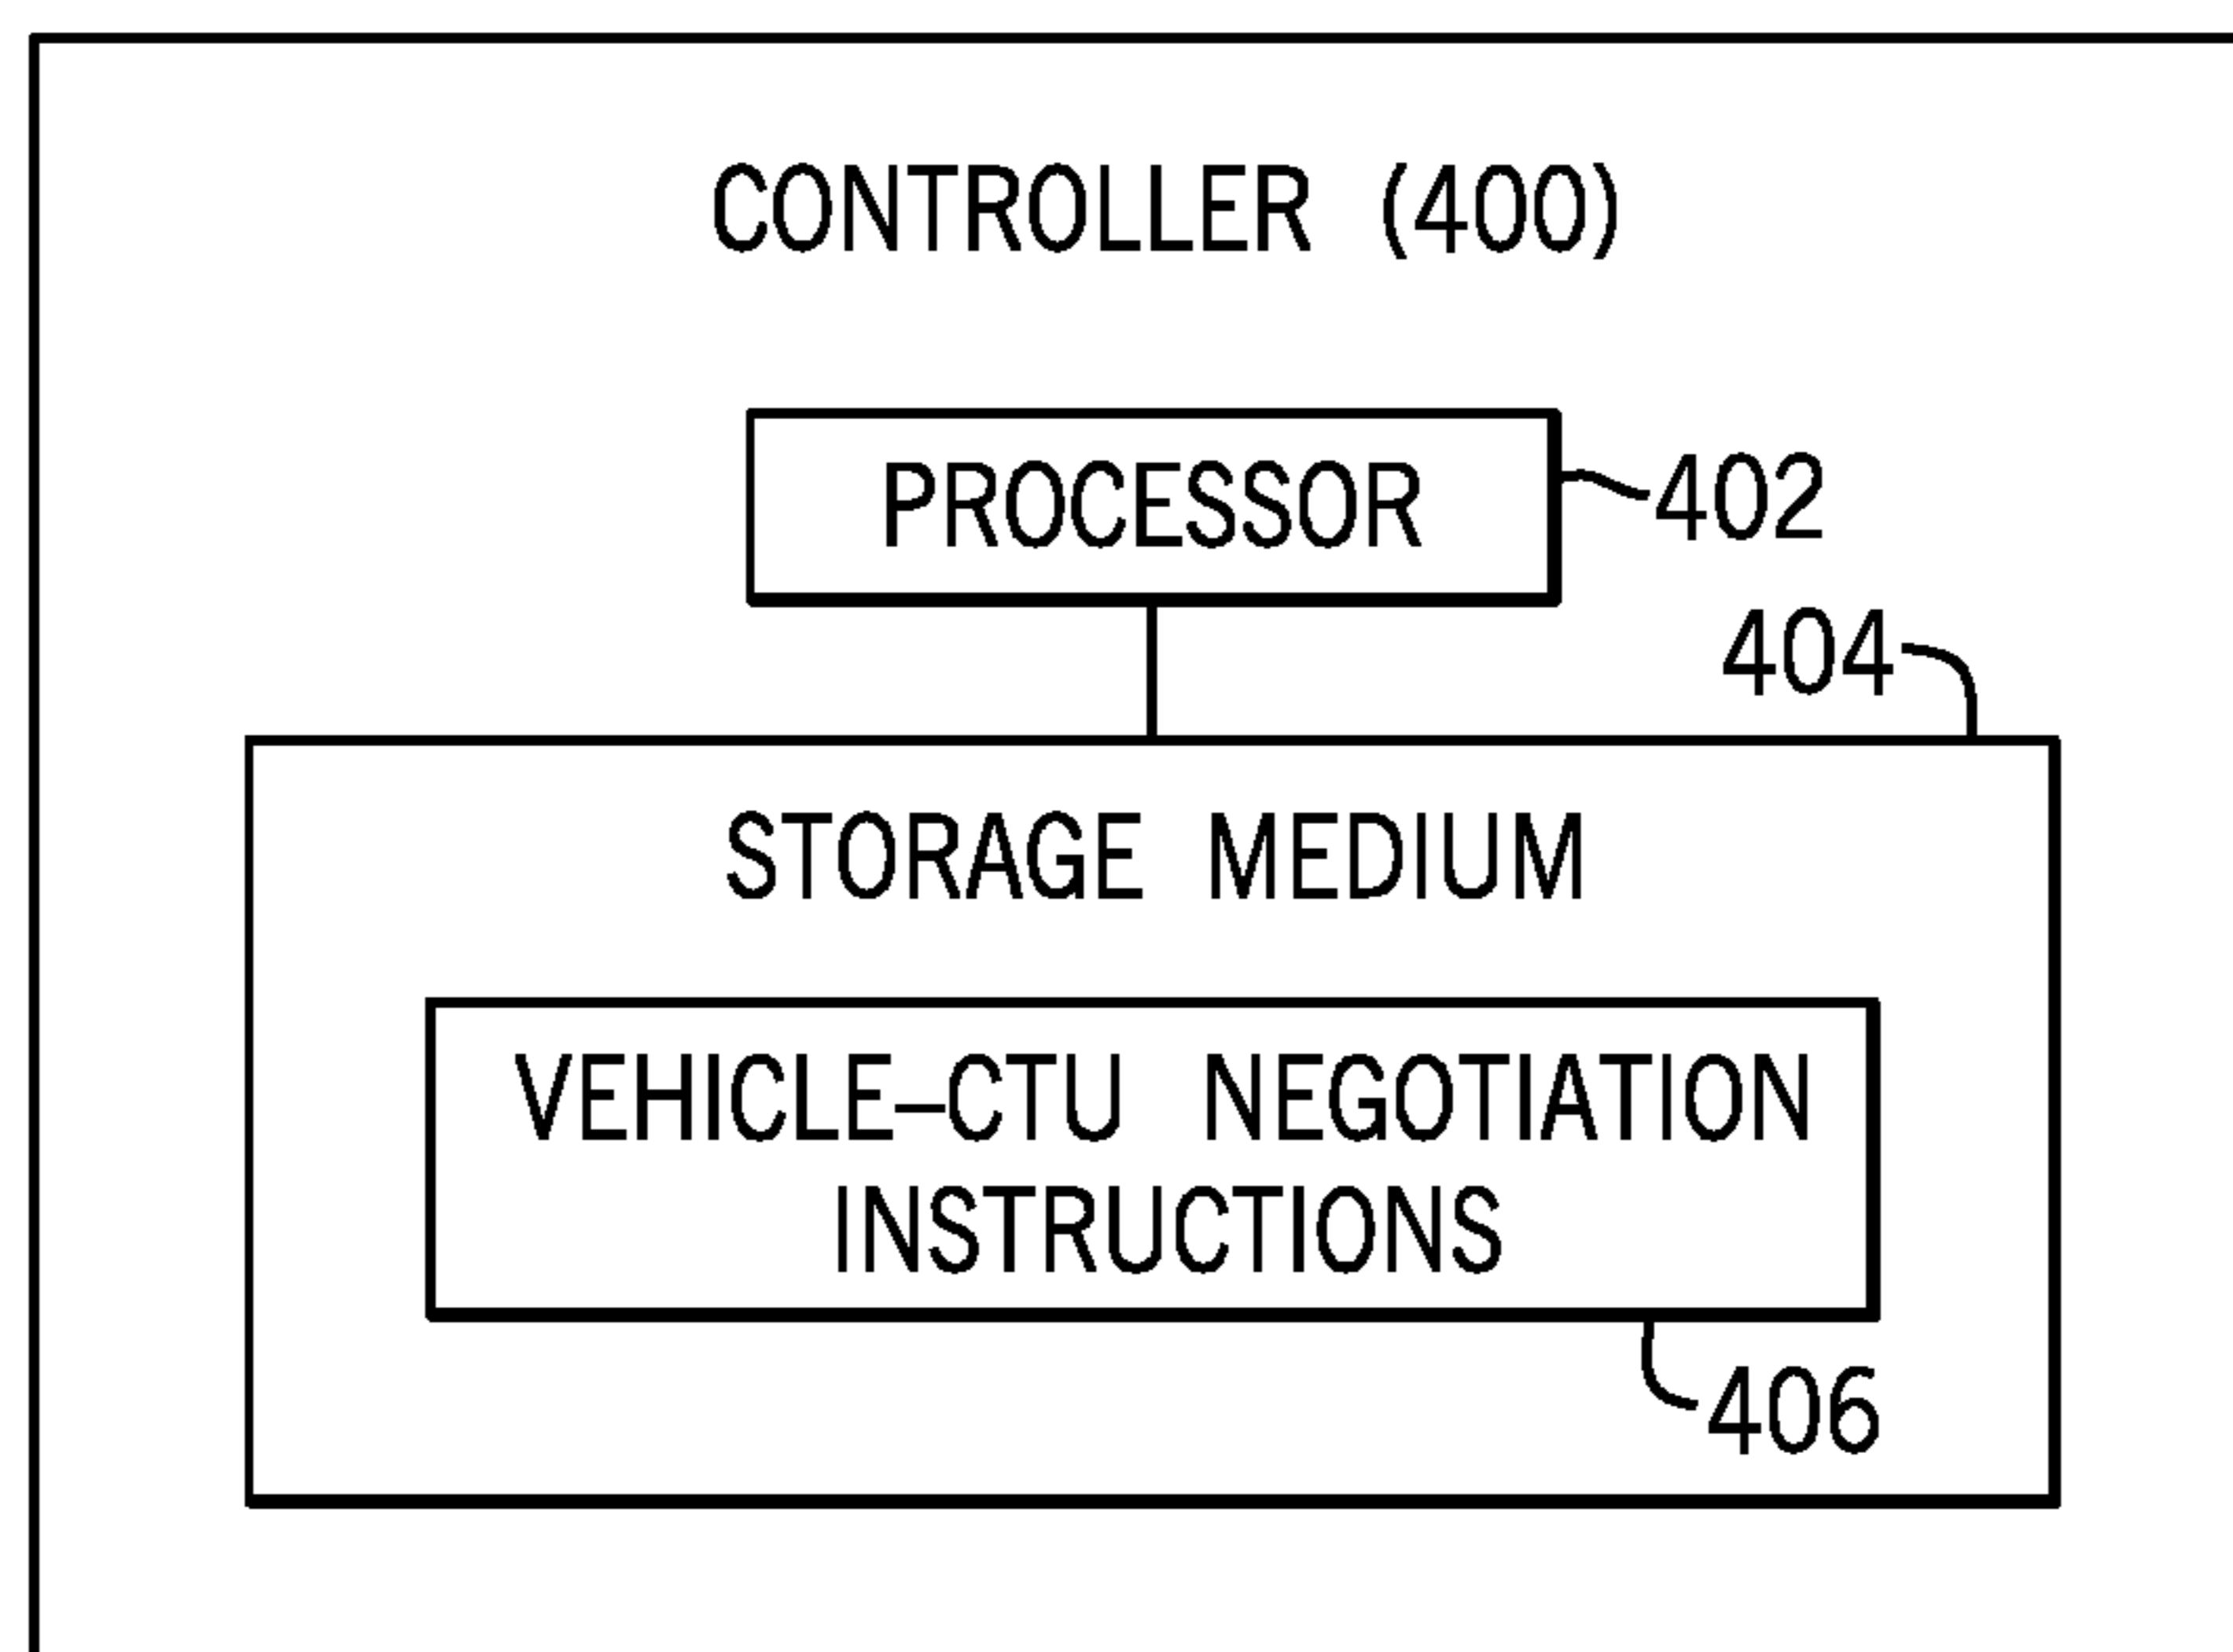 CONTROLLER (400)
PROCESSOR
402
404
STORAGE MEDIUM
VEHICLE–CTU NEGOTIATION
INSTRUCTIONS
406